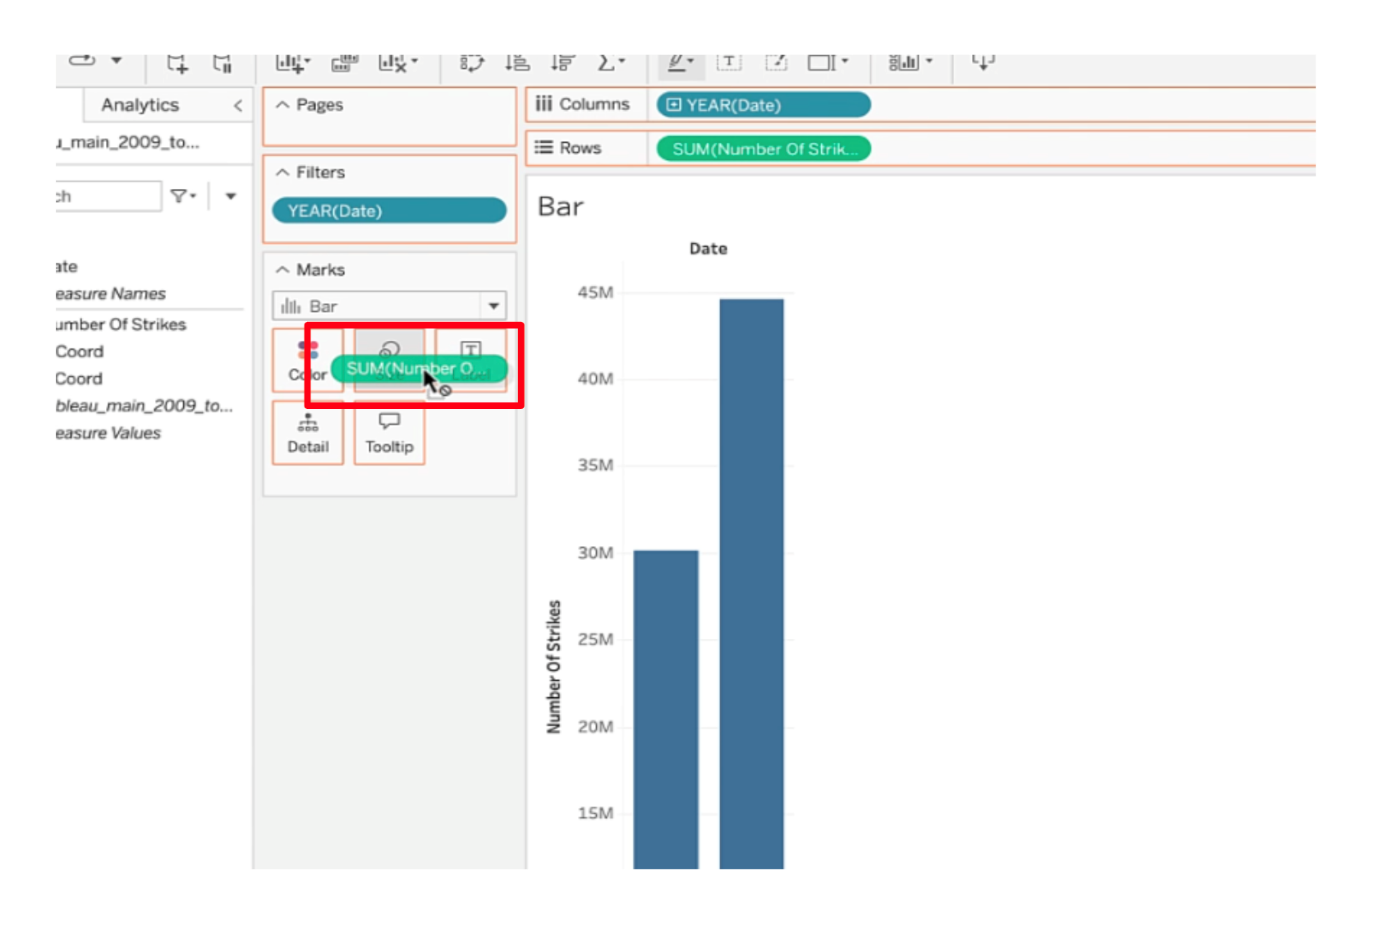 Analytics
u_main_2009_to...
ch
ate
easure Names
umber Of Strikes
Coord
Coord
bleau_main_2009_to...
easure Values
Pages
Filters
YEAR(Date)
Marks
Bar
Color
SUM(Number O...
Detail
Tooltip
Columns
YEAR(Date)
Rows
SUM(Number Of Strik...
Bar
Date
45M
40M
35M
30M
25M
20M
15M
Number Of Strikes